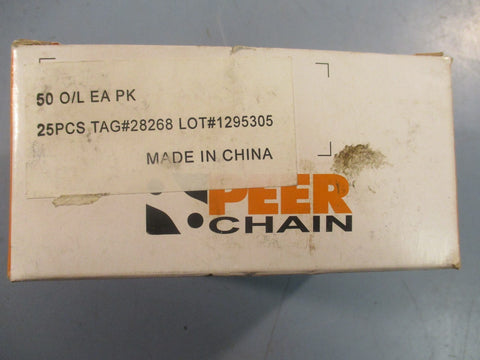 50 O/L EA PK
25PCS TAG#28268 LOT#1295305
MADE IN CHINA
PEER
CHAIN